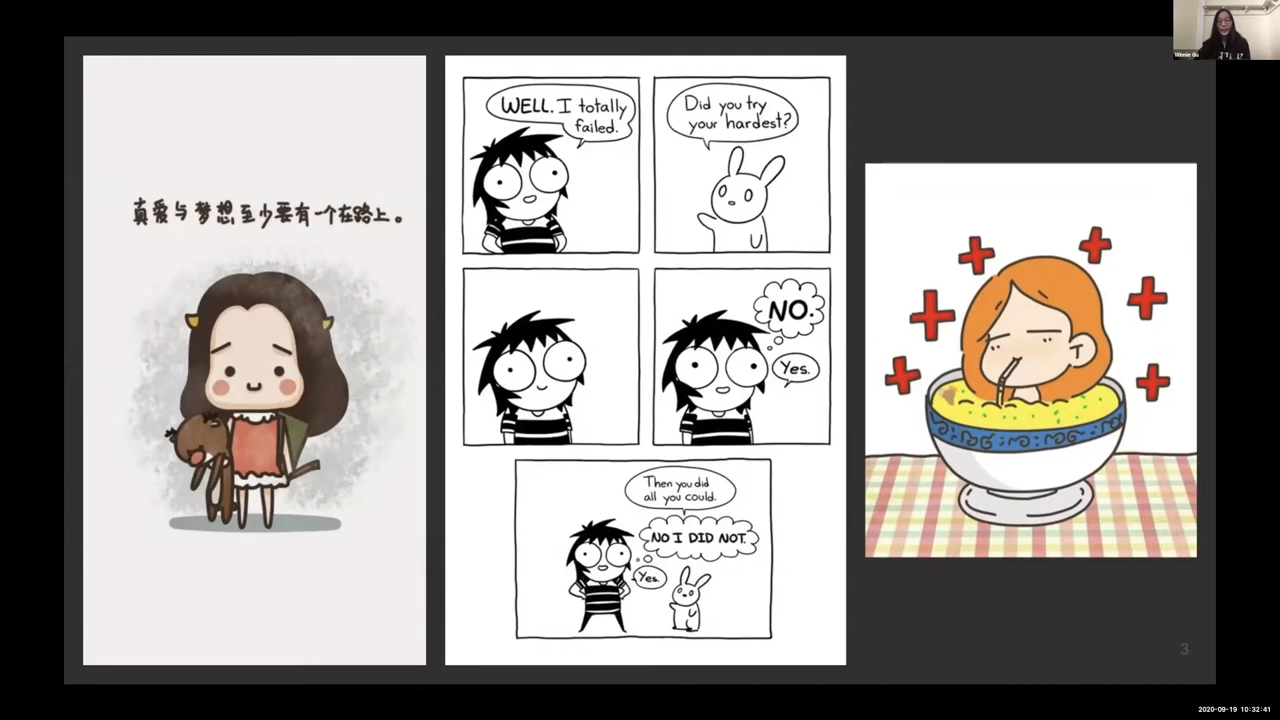 真爱与梦想至少要有一个在路上。
WELL. I totally
failed.
Did you try
your hardest?
NO.
Yes.
Then you did
all you could.
NO I DID NOT.
Yes.
3
Winnie Gu
2020-09-19 10:32:41